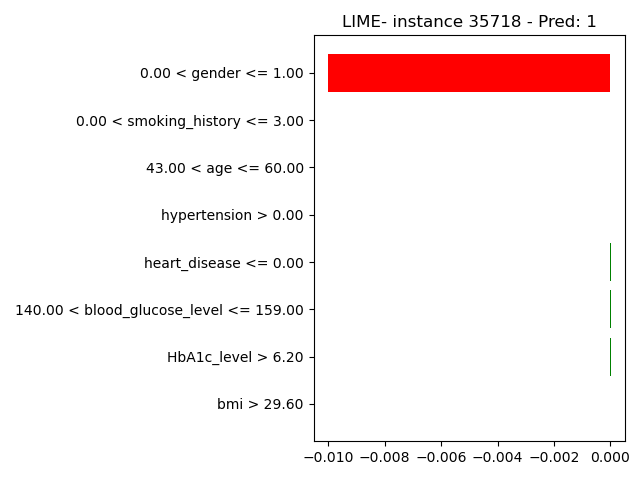 LIME- instance 35718 - Pred: 1
0.00 < gender <= 1.00
0.00 < smoking_history <= 3.00
43.00 < age <= 60.00
hypertension > 0.00
heart_disease <= 0.00
140.00 < blood_glucose_level <= 159.00
HbA1c_level > 6.20
bmi > 29.60
−0.010 −0.008 −0.006 −0.004 −0.002 0.000